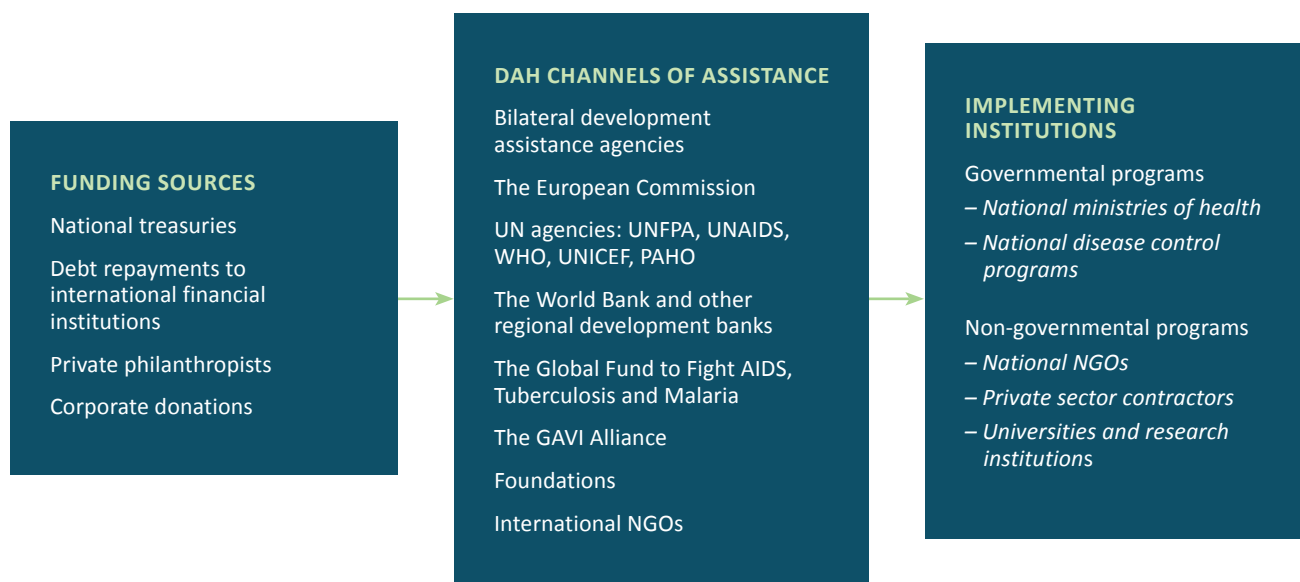 FUNDING SOURCES
National treasuries
Debt repayments to
international financial
institutions
Private philanthropists
Corporate donations
DAH CHANNELS OF ASSISTANCE
Bilateral development
assistance agencies
The European Commission
UN agencies: UNFPA, UNAIDS,
WHO, UNICEF, PAHO
The World Bank and other
regional development banks
The Global Fund to Fight AIDS,
Tuberculosis and Malaria
The GAVI Alliance
Foundations
International NGOs
IMPLEMENTING
INSTITUTIONS
Governmental programs
– National ministries of health
– National disease control
programs
Non-governmental programs
– National NGOs
– Private sector contractors
– Universities and research
institutions